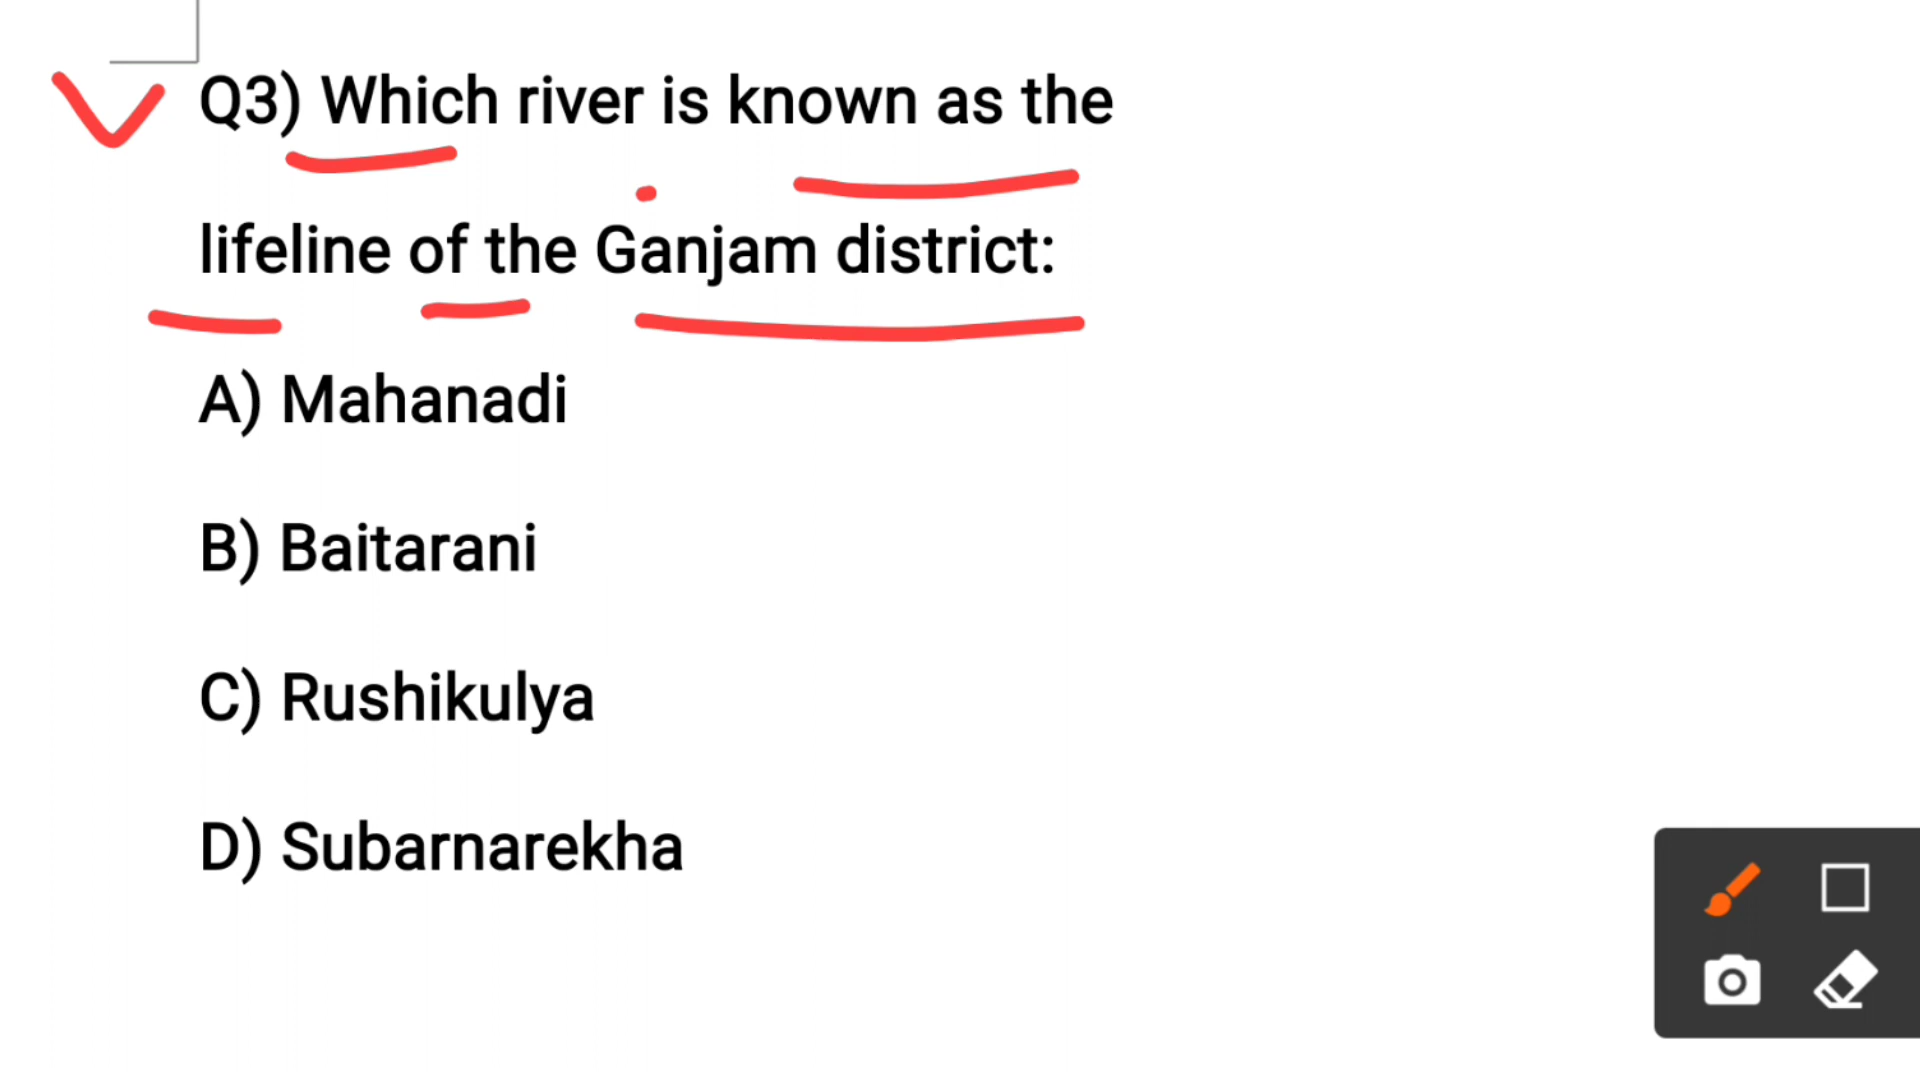 Q3) Which river is known as the
lifeline of the Ganjam district:
A) Mahanadi
B) Baitarani
C) Rushikulya
D) Subarnarekha